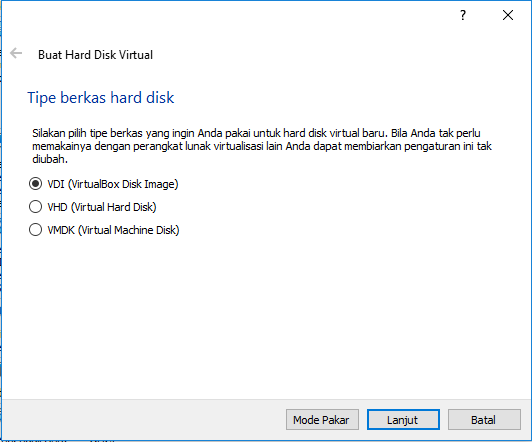 ?
Buat Hard Disk Virtual
Tipe berkas hard disk
Silakan pilih tipe berkas yang ingin Anda pakai untuk hard disk virtual baru. Bila Anda tak perlu
memakainya dengan perangkat lunak virtualisasi lain Anda dapat membiarkan pengaturan ini tak
diubah.
VDI (VirtualBox Disk Image)
VHD (Virtual Hard Disk)
VMDK (Virtual Machine Disk)
Mode Pakar Lanjut Batal